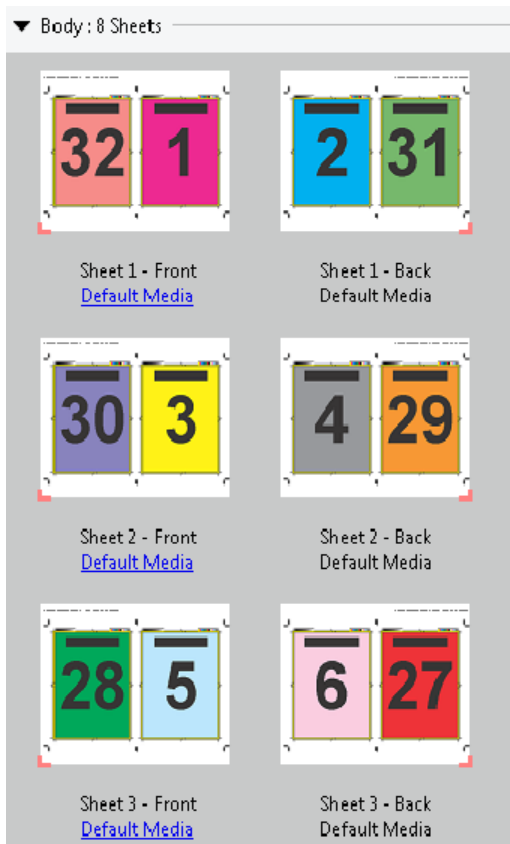 Body : 8 Sheets
32 1 2 31
Sheet 1 - Front Sheet 1 - Back
Default Media Default Media
30 3 4 29
Sheet 2 - Front Sheet 2 - Back
Default Media Default Media
28 5 6 27
Sheet 3 - Front Sheet 3 - Back
Default Media Default Media